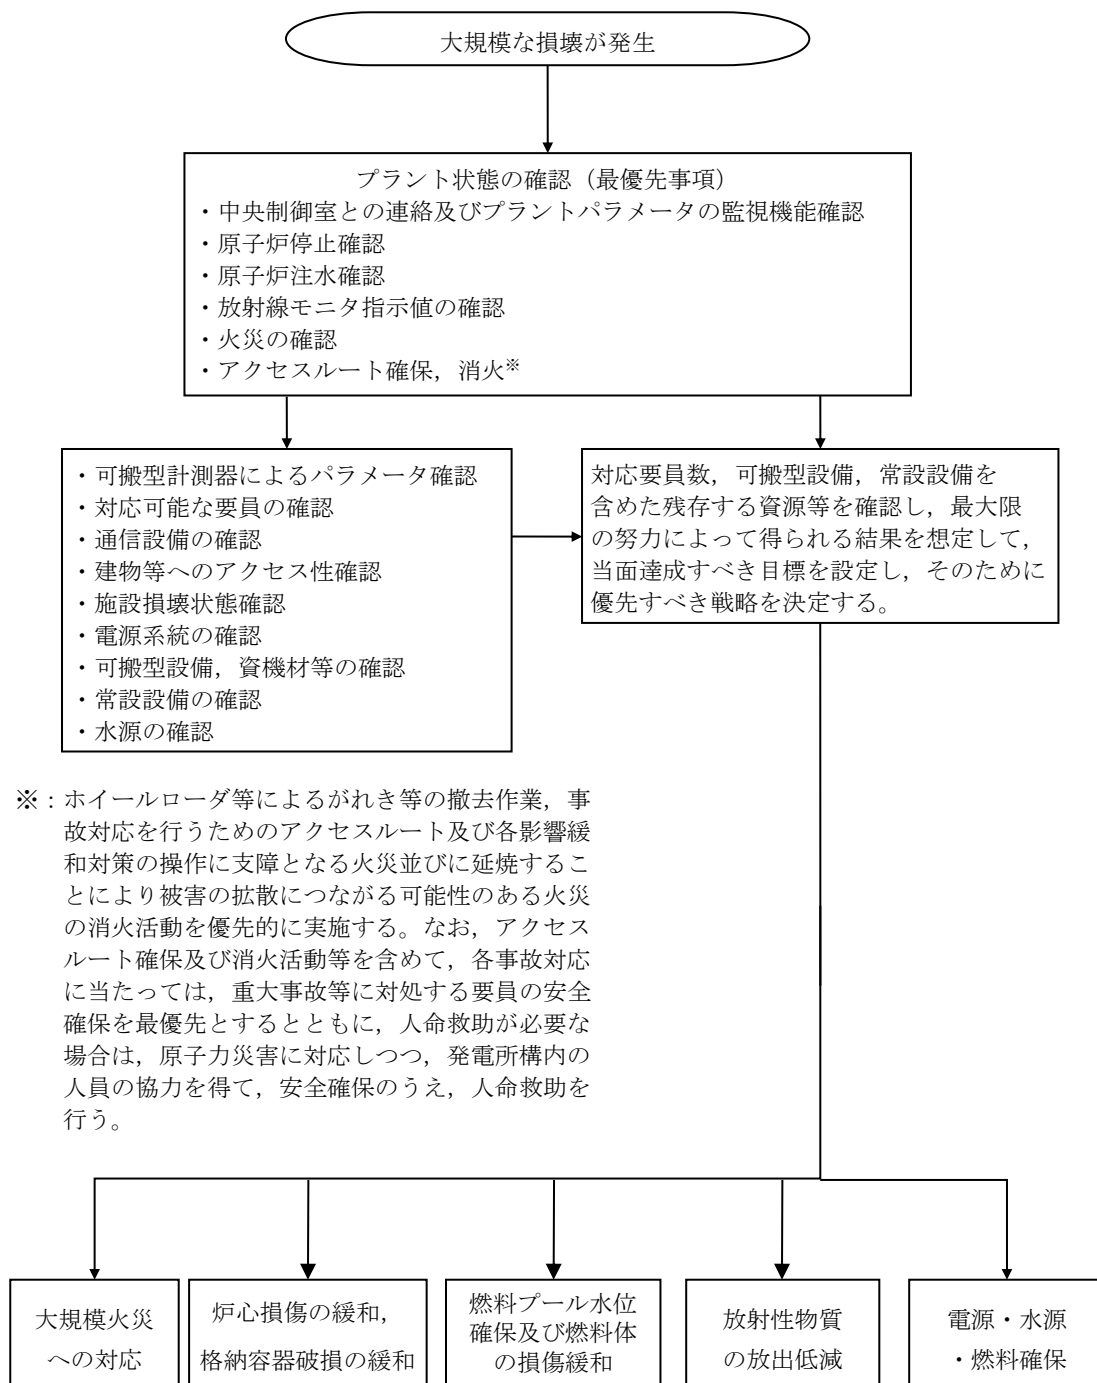 大規模な損壊が発生
プラント状態の確認（最優先事項）
・中央制御室との連絡及びプラントパラメータの監視機能確認
・原子炉停止確認
・原子炉注水確認
・放射線モニタ指示値の確認
・火災の確認
・アクセスルート確保，消火※
・可搬型計測器によるパラメータ確認
・対応可能な要員の確認
・通信設備の確認
・建物等へのアクセス性確認
・施設損壊状態確認
・電源系統の確認
・可搬型設備，資機材等の確認
・常設設備の確認
・水源の確認
対応要員数，可搬型設備，常設設備を
含めた残存する資源等を確認し，最大限
の努力によって得られる結果を想定して，
当面達成すべき目標を設定し，そのために
優先すべき戦略を決定する。
※：ホイールローダ等によるがれき等の撤去作業，事
故対応を行うためのアクセスルート及び各影響緩
和対策の操作に支障となる火災並びに延焼するこ
とにより被害の拡散につながる可能性のある火災
の消火活動を優先的に実施する。なお，アクセス
ルート確保及び消火活動等を含めて，各事故対応
に当たっては，重大事故等に対処する要員の安全
確保を最優先とするとともに，人命救助が必要な
場合は，原子力災害に対応しつつ，発電所構内の
人員の協力を得て，安全確保のうえ，人命救助を
行う。
大規模火災
への対応
炉心損傷の緩和，
格納容器破損の緩和
燃料プール水位
確保及び燃料体
の損傷緩和
放射性物質
の放出低減
電源・水源
・燃料確保